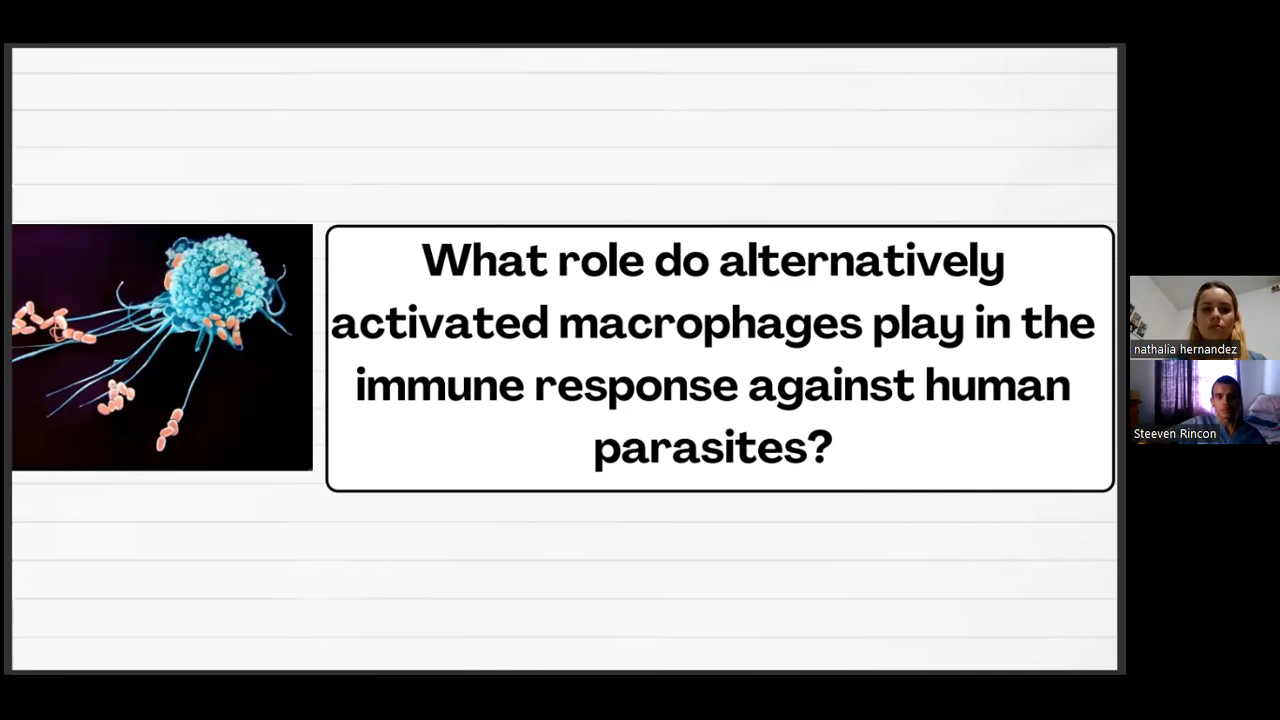 What role do alternatively
activated macrophages play in the
immune response against human
parasites?
nathalia hernandez
Steeven Rincon